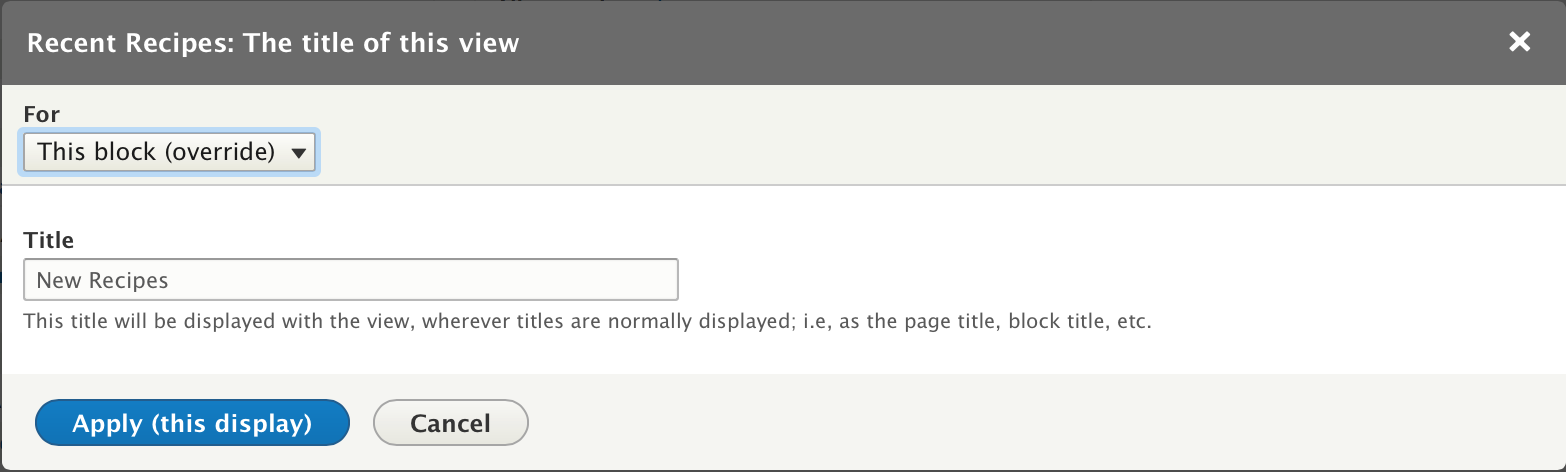 Recent Recipes: The title of this view
For
This block (override)
Title
New Recipes
This title will be displayed with the view, wherever titles are normally displayed; i.e, as the page title, block title, etc.
Apply (this display) Cancel